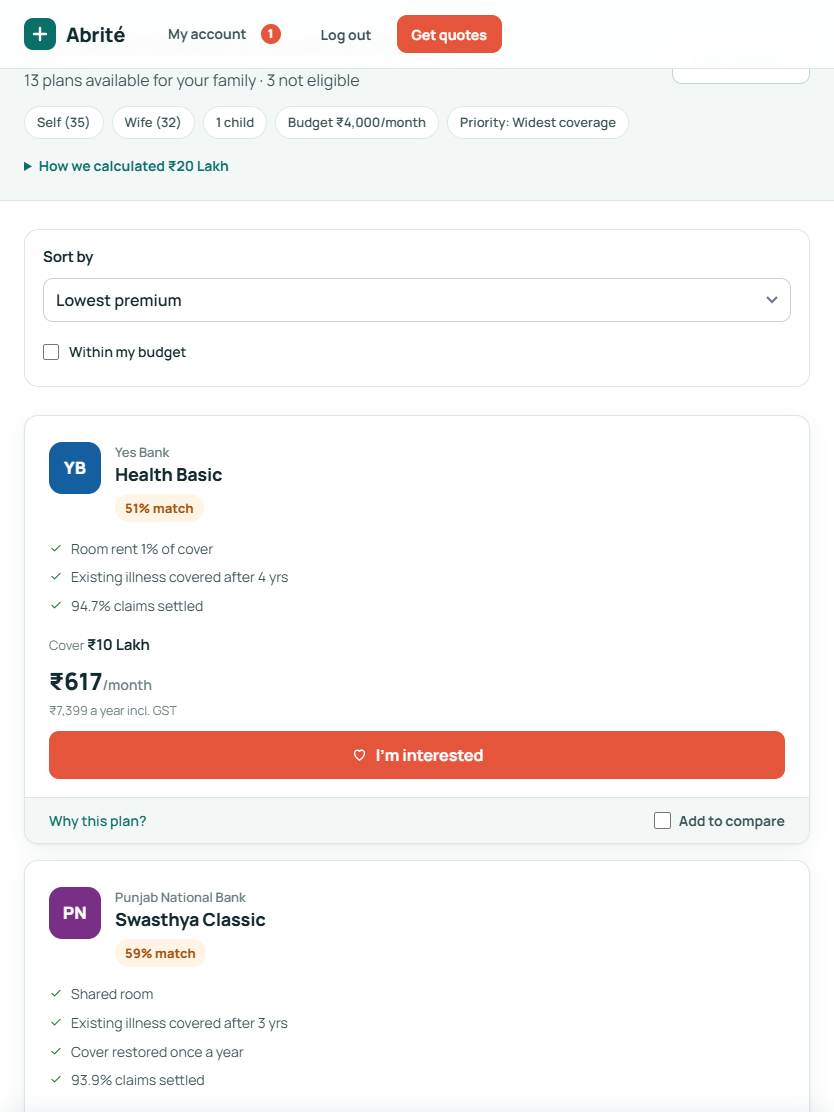 Abrité
My account 1 Log out Get quotes
13 plans available for your family · 3 not eligible
Self (35) Wife (32) 1 child Budget ₹4,000/month Priority: Widest coverage
How we calculated ₹20 Lakh
Sort by
Lowest premium
Within my budget
YB
Yes Bank
Health Basic
51% match
Room rent 1% of cover
Existing illness covered after 4 yrs
94.7% claims settled
Cover ₹10 Lakh
₹617/month
₹7,399 a year incl. GST
I'm interested
Why this plan? Add to compare
PN
Punjab National Bank
Swasthya Classic
59% match
Shared room
Existing illness covered after 3 yrs
Cover restored once a year
93.9% claims settled